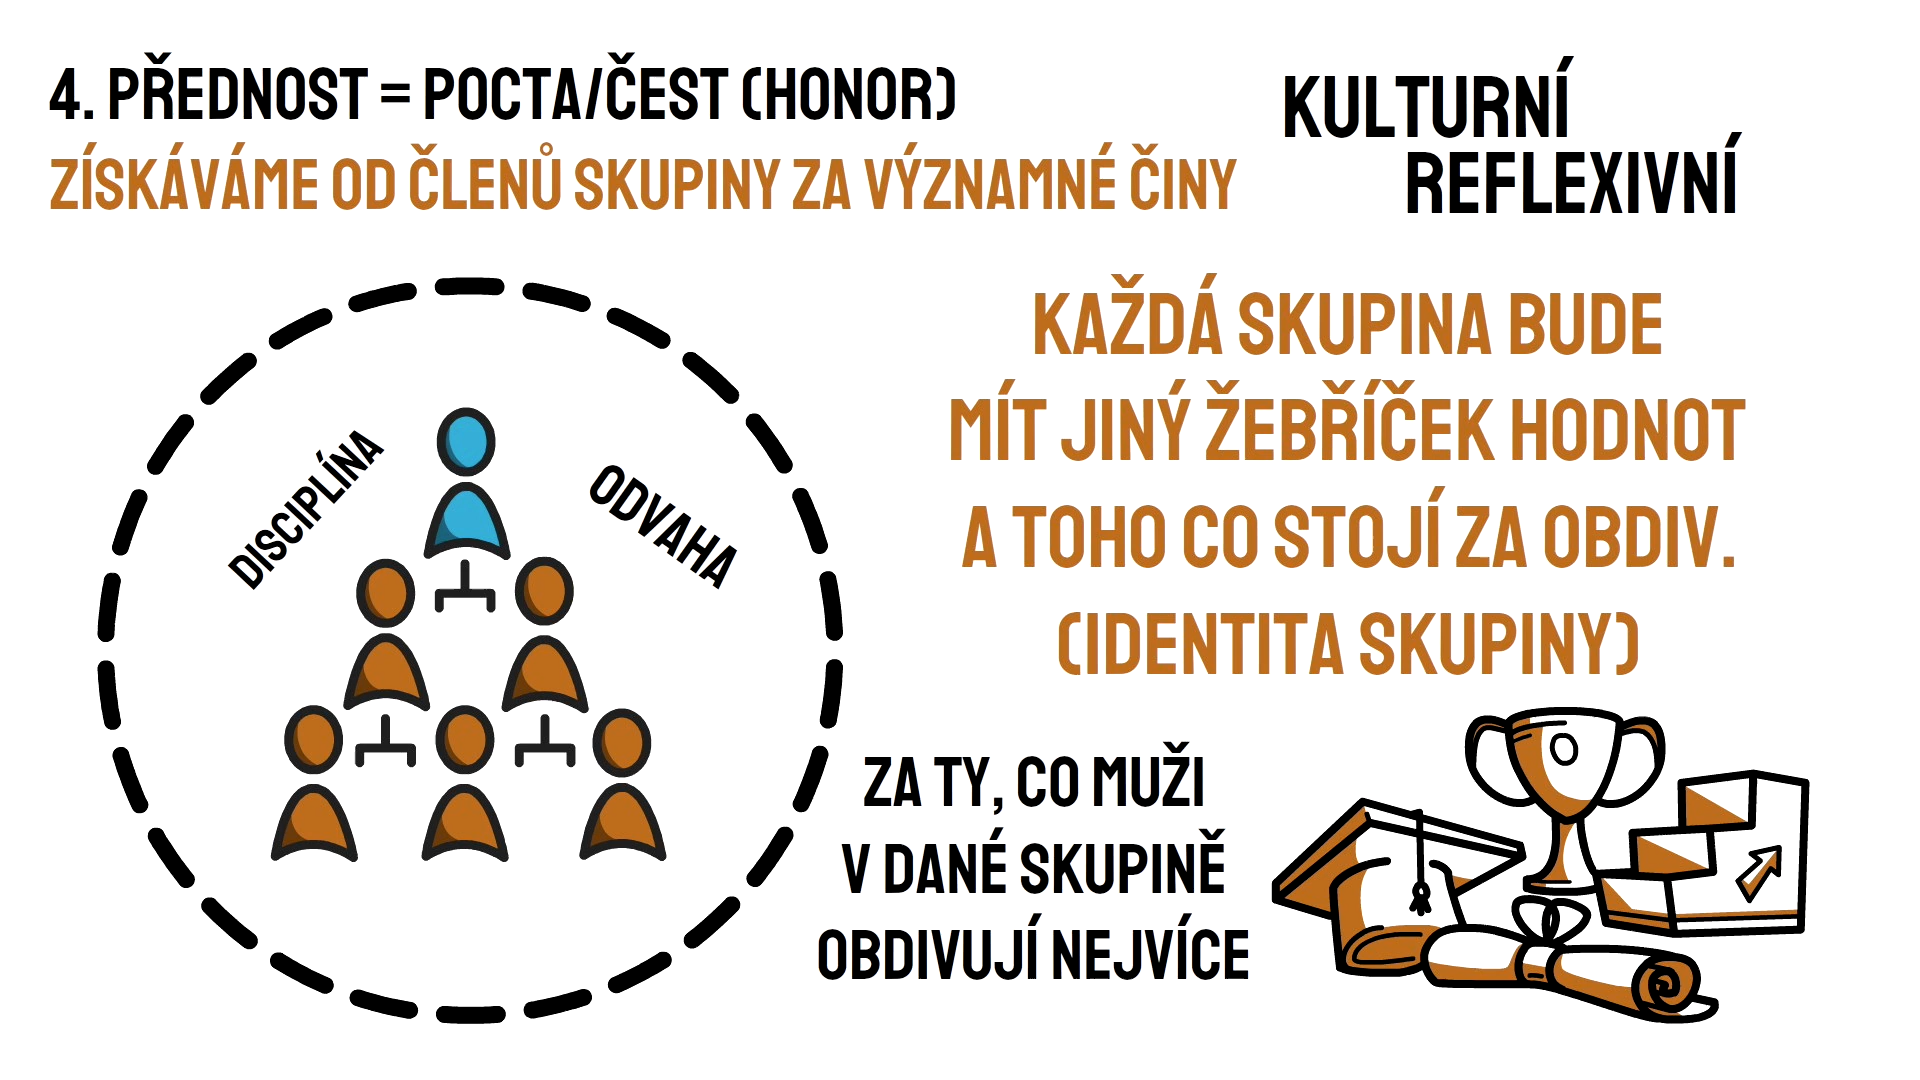 4. PŘEDNOST = POCTA/ČEST (HONOR)
ZÍSKÁVÁME OD ČLENŮ SKUPINY ZA VÝZNAMNÉ ČINY
KULTURNÍ
REFLEXIVNÍ
DISCIPLÍNA
ODVAHA
KAŽDÁ SKUPINA BUDE
MÍT JINÝ ŽEBŘÍČEK HODNOT
A TOHO CO STOJÍ ZA OBDIV.
(IDENTITA SKUPINY)
ZA TY, CO MUŽI
V DANÉ SKUPINĚ
OBDIVUJÍ NEJVÍCE